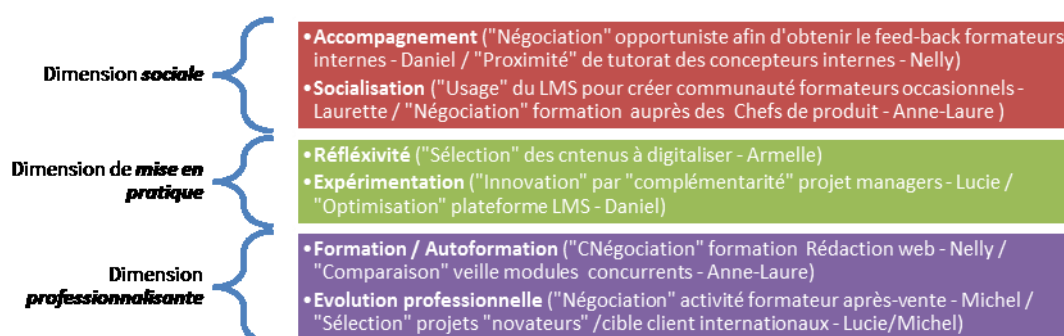 Dimension sociale
•Accompagnement ("Négociation" opportuniste afin d'obtenir le feed-back formateurs
internes - Daniel / "Proximité" de tutorat des concepteurs internes - Nelly)
•Socialisation ("Usage" du LMS pour créer communauté formateurs occasionnels -
Laurette / "Négociation" formation auprès des Chefs de produit - Anne-Laure )
Dimension de mise en
pratique
•Réfléxivité ("Sélection" des cntenus à digitaliser - Armelle)
•Expérimentation ("Innovation" par "complémentarité" projet managers - Lucie /
"Optimisation" plateforme LMS - Daniel)
Dimension
professionnalisante
•Formation / Autoformation ("CNégociation" formation Rédaction web - Nelly /
"Comparaison" veille modules concurrents - Anne-Laure)
•Evolution professionnelle ("Négociation" activité formateur après-vente - Michel /
"Sélection" projets "novateurs" /cible client internationaux - Lucie/Michel)